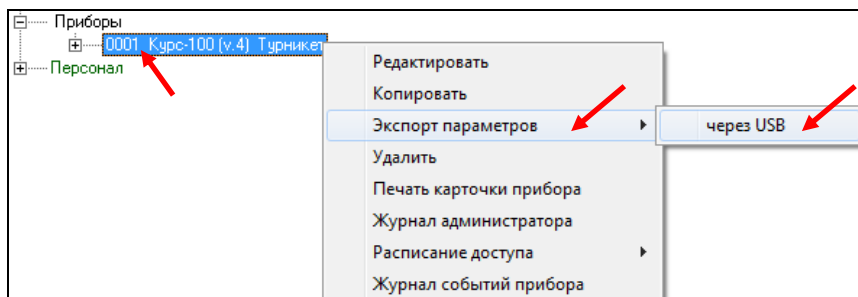 Приборы
0001 Курс-100 (v.4) Турникет
Персонал
Редактировать
Копировать
Экспорт параметров
через USB
Удалить
Печать карточки прибора
Журнал администратора
Расписание доступа
Журнал событий прибора